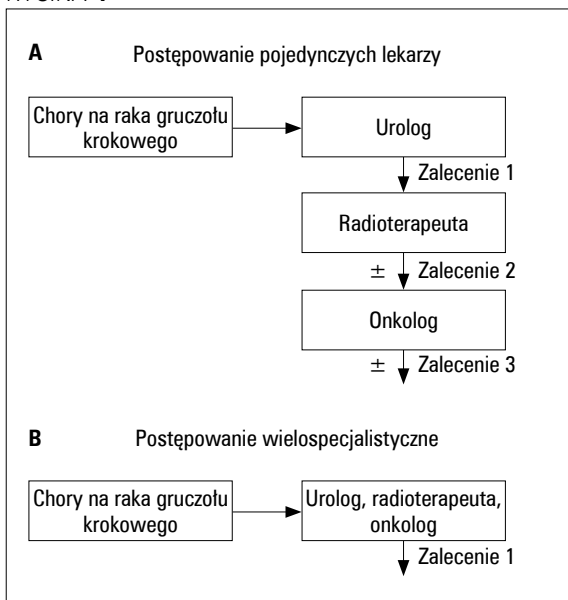 A Postępowanie pojedynczych lekarzy
Chory na raka gruczołu
krokowego
Urolog
Zalecenie 1
Radioterapeuta
± Zalecenie 2
Onkolog
± Zalecenie 3
B Postępowanie wielospecjalistyczne
Chory na raka gruczołu
krokowego
Urolog, radioterapeuta,
onkolog
Zalecenie 1